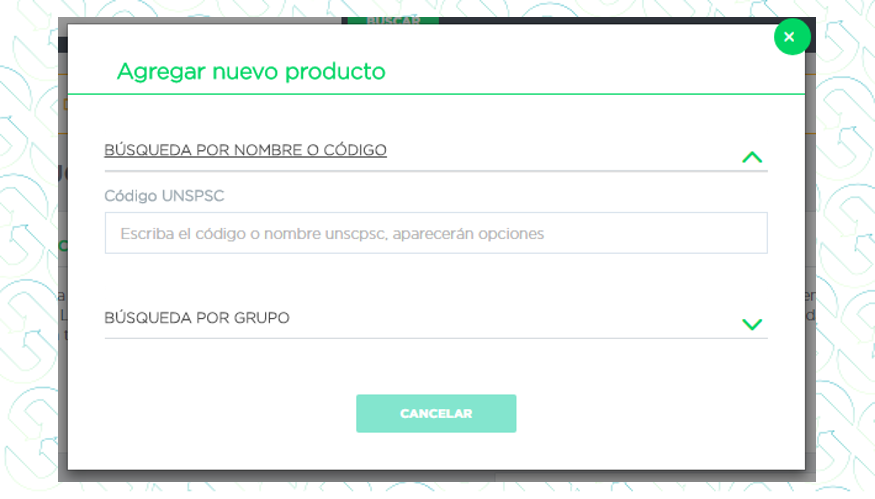 BUSCAR
Agregar nuevo producto
BÚSQUEDA POR NOMBRE O CÓDIGO
Código UNSPSC
Escriba el código o nombre unscpsc, aparecerán opciones
BÚSQUEDA POR GRUPO
CANCELAR